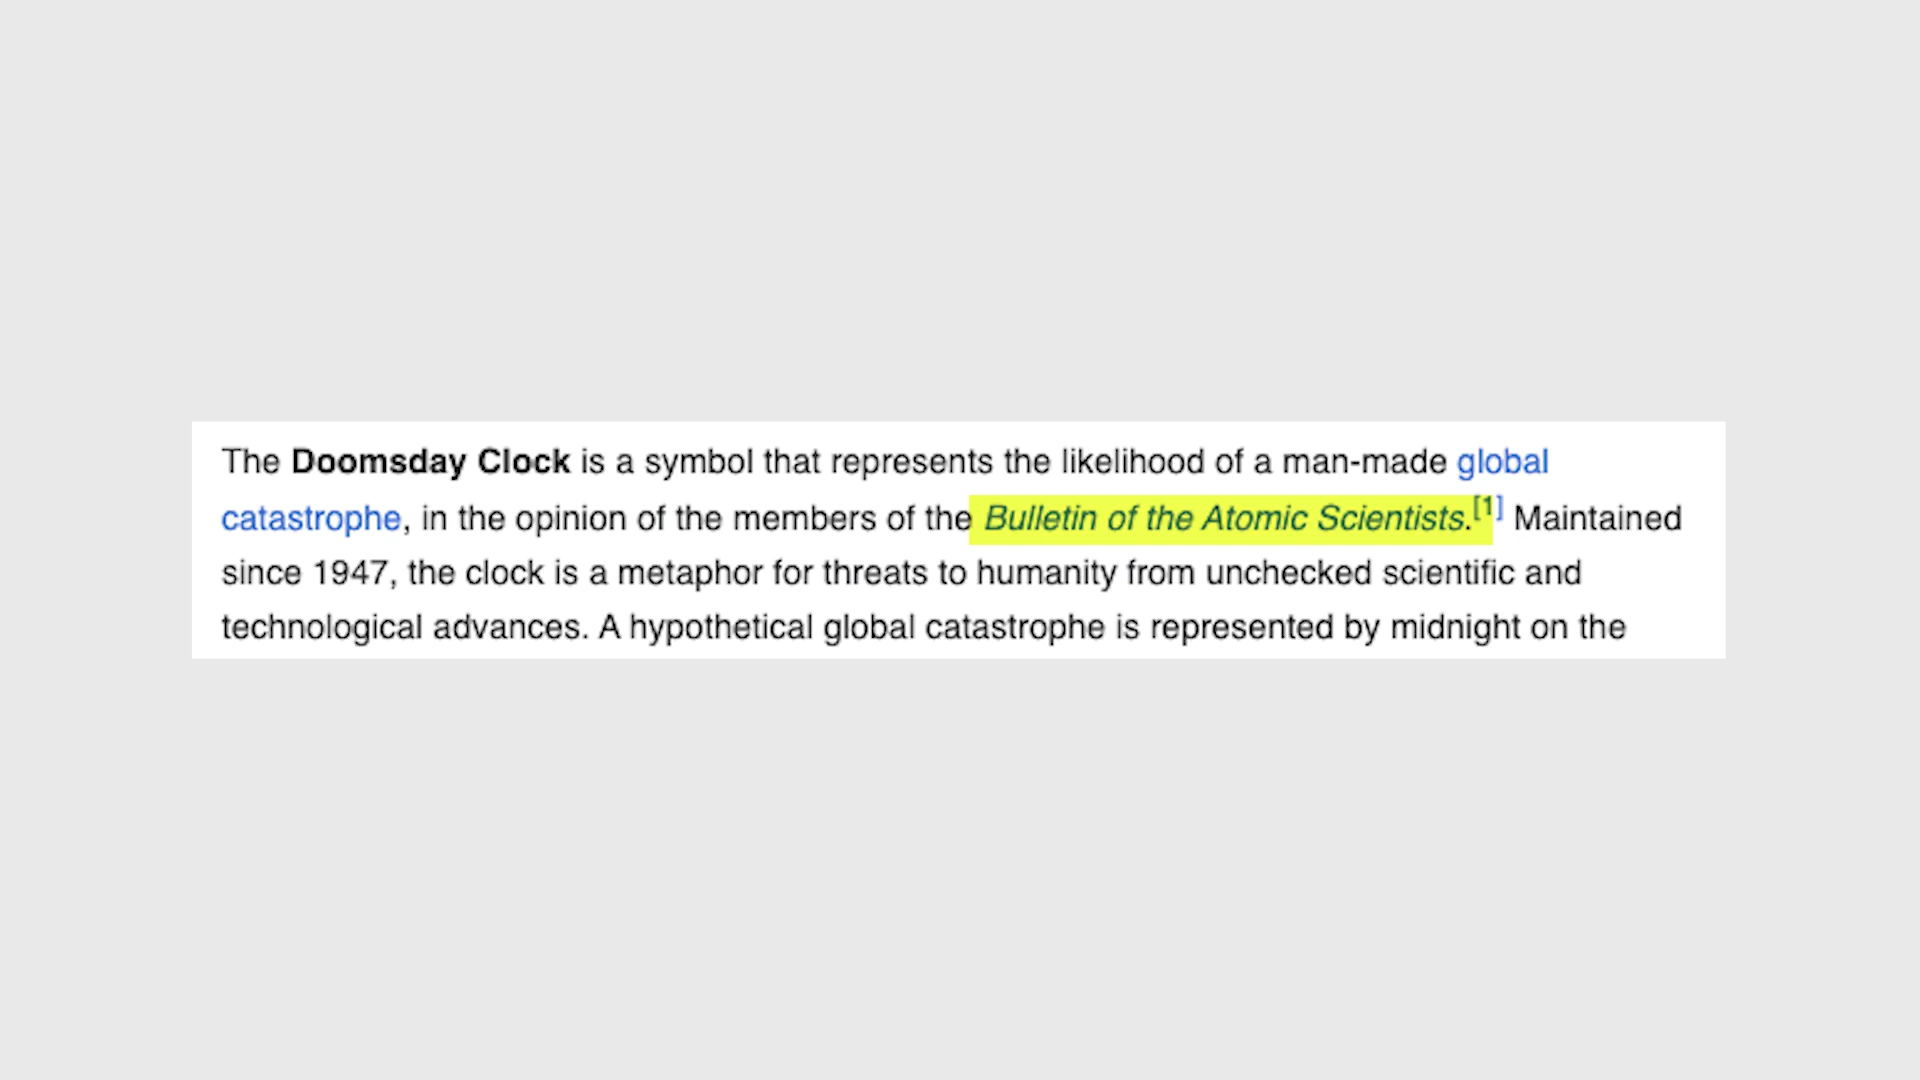 The Doomsday Clock is a symbol that represents the likelihood of a man-made global
catastrophe, in the opinion of the members of the Bulletin of the Atomic Scientists.[1] Maintained
since 1947, the clock is a metaphor for threats to humanity from unchecked scientific and
technological advances. A hypothetical global catastrophe is represented by midnight on the